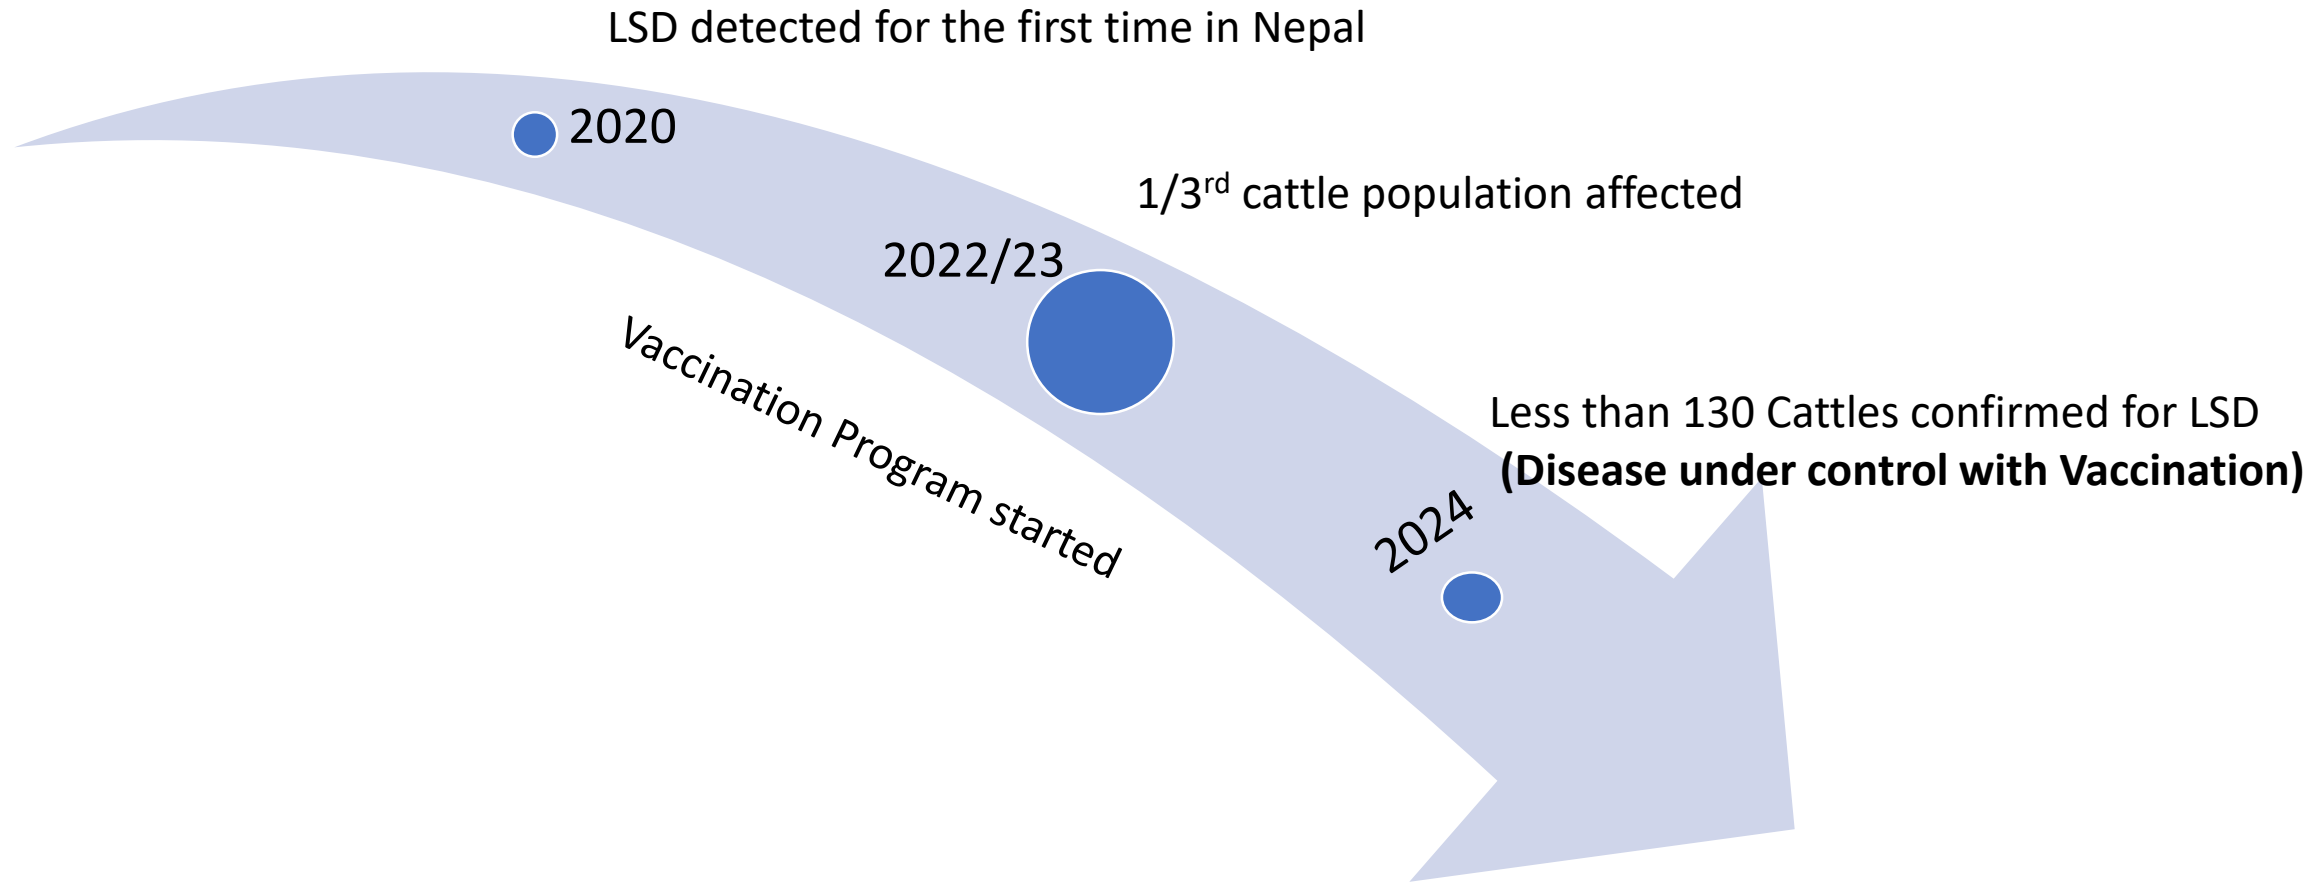 LSD detected for the first time in Nepal
2020
1/3rd cattle population affected
2022/23
Vaccination Program started
Less than 130 Cattles confirmed for LSD
(Disease under control with Vaccination)
2024